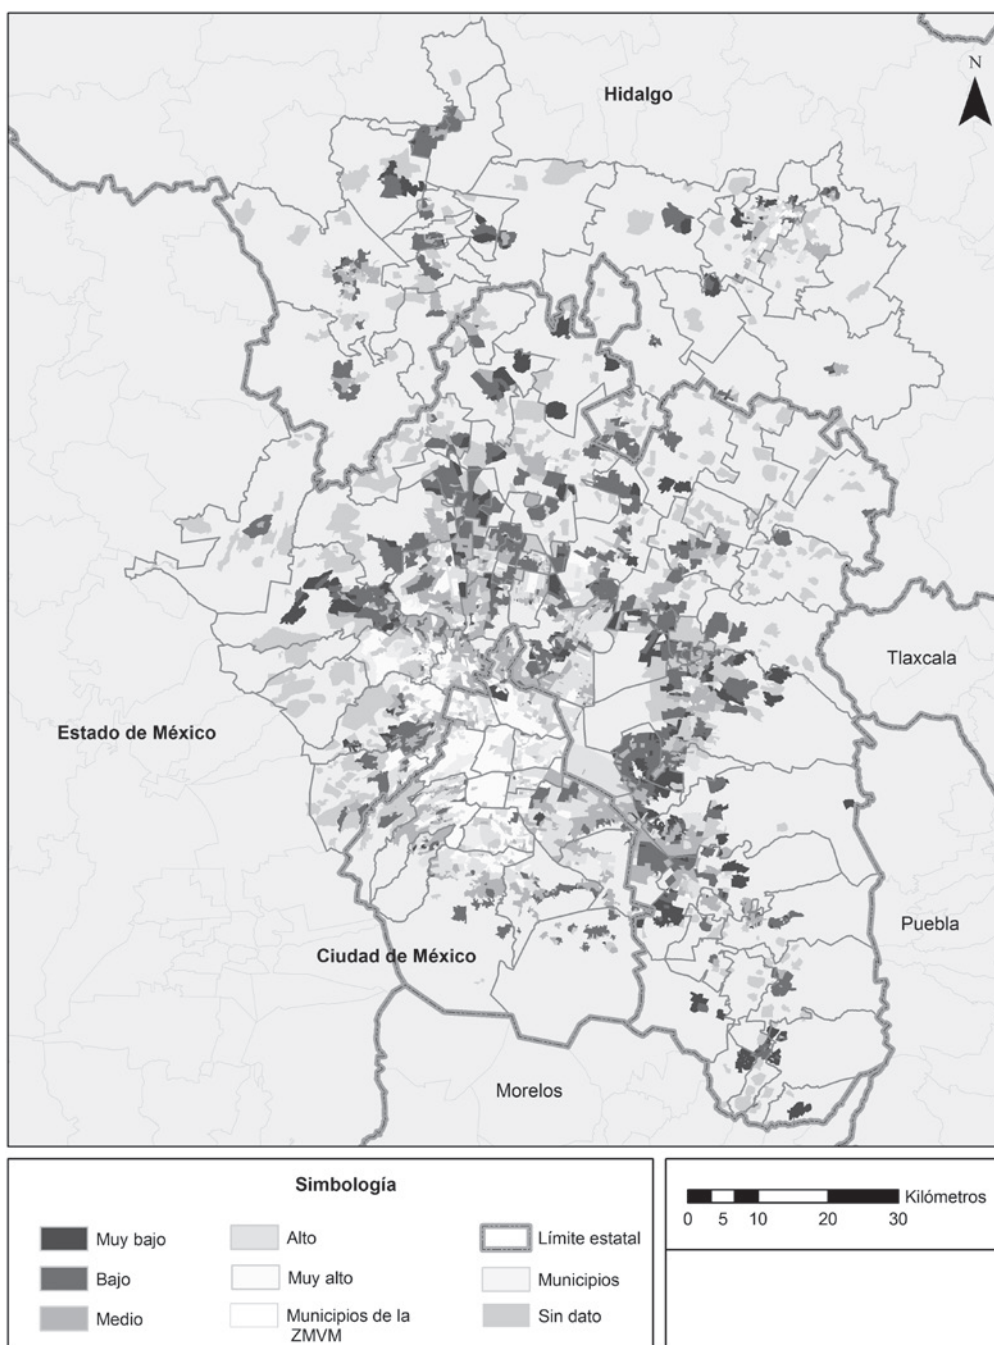 Hidalgo
N
Tlaxcala
Estado de México
Puebla
Ciudad de México
Morelos
Simbología
Muy bajo
Bajo
Medio
Alto
Muy alto
Municipios de la
ZMVM
Límite estatal
Municipios
Sin dato
Kilómetros
0 5 10 20 30